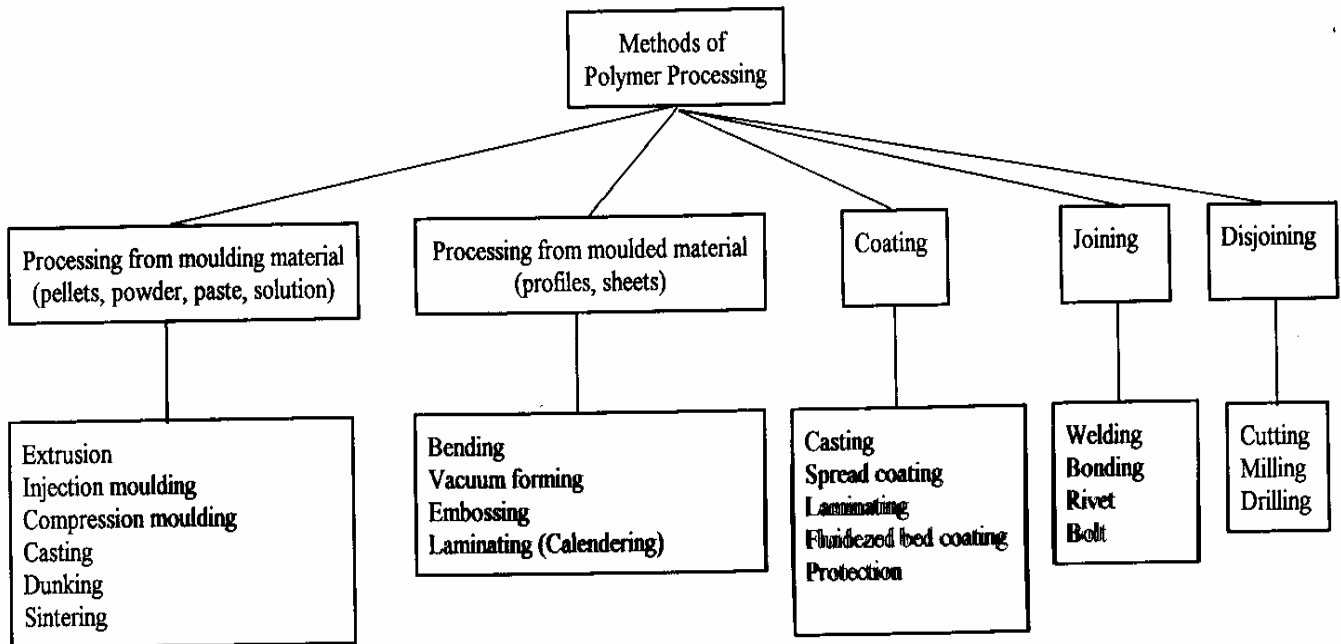 Methods of
Polymer Processing
Processing from moulding material
(pellets, powder, paste, solution)
Processing from moulded material
(profiles, sheets)
Coating
Joining
Disjoining
Extrusion
Injection moulding
Compression moulding
Casting
Dunking
Sintering
Bending
Vacuum forming
Embossing
Laminating (Calendering)
Casting
Spread coating
Laminating
Fluidezed bed coating
Protection
Welding
Bonding
Rivet
Bolt
Cutting
Milling
Drilling